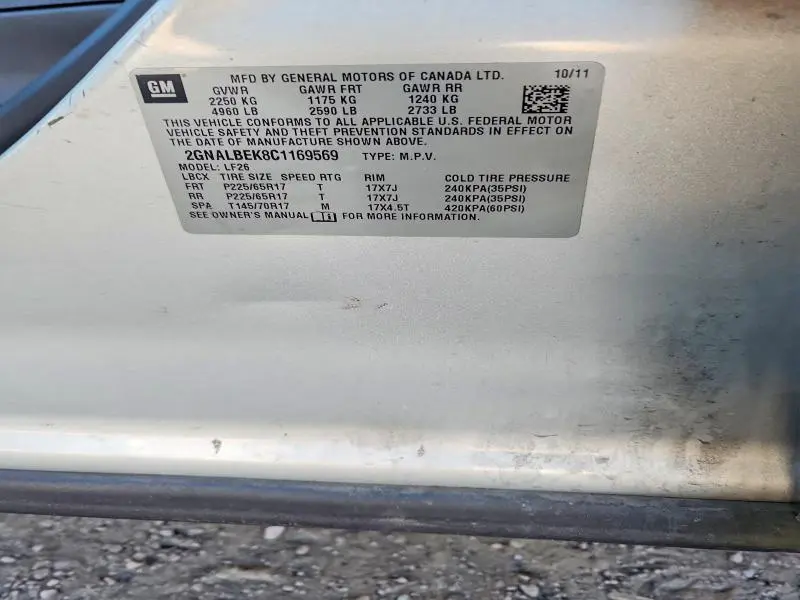 GM MFD BY GENERAL MOTORS OF CANADA LTD. 10/11
GVWR GAWR FRT GAWR RR
2250 KG 1175 KG 1240 KG
4960 LB 2590 LB 2733 LB
THIS VEHICLE CONFORMS TO ALL APPLICABLE U.S. FEDERAL MOTOR
VEHICLE SAFETY AND THEFT PREVENTION STANDARDS IN EFFECT ON
THE DATE OF MANUFACTURE SHOWN ABOVE.
2GNALBEK8C1169569 TYPE: M.P.V.
MODEL: LF26
LBCX TIRE SIZE SPEED RTG RIM COLD TIRE PRESSURE
FRT P225/65R17 T 17X7J 240KPA(35PSI)
RR P225/65R17 T 17X7J 240KPA(35PSI)
SPA T145/70R17 M 17X4.5T 420KPA(60PSI)
SEE OWNER'S MANUAL FOR MORE INFORMATION.